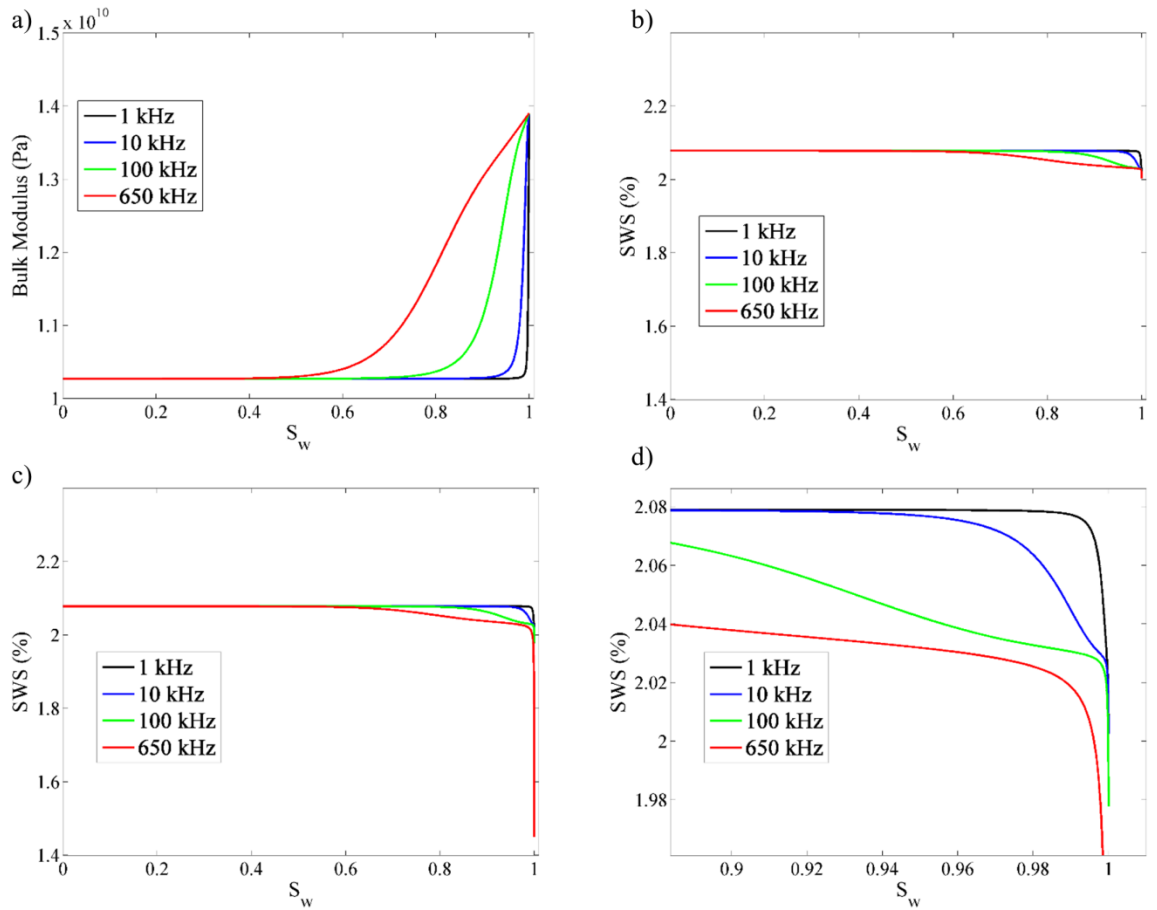 a)
x 10^10
1.5
1.4
1.3
1.2
1.1
1
Bulk Modulus (Pa)
1 kHz
10 kHz
100 kHz
650 kHz
0 0.2 0.4 0.6 0.8 1
S_w
b)
2.2
2
1.8
1.6
1.4
SWS (%)
1 kHz
10 kHz
100 kHz
650 kHz
0 0.2 0.4 0.6 0.8 1
S_w
c)
2.2
2
1.8
1.6
1.4
SWS (%)
1 kHz
10 kHz
100 kHz
650 kHz
0 0.2 0.4 0.6 0.8 1
S_w
d)
2.08
2.06
2.04
2.02
2
1.98
SWS (%)
1 kHz
10 kHz
100 kHz
650 kHz
0.9 0.92 0.94 0.96 0.98 1
S_w